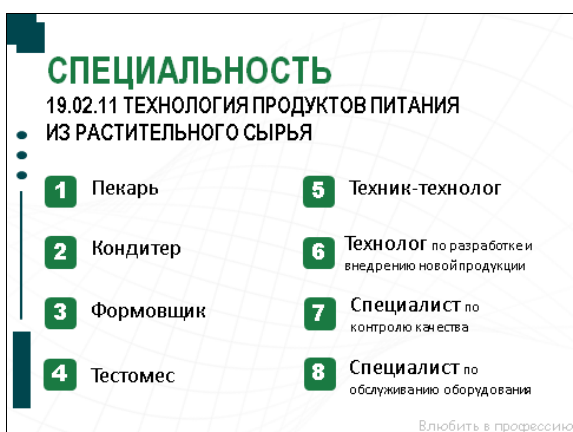 СПЕЦИАЛЬНОСТЬ
19.02.11 ТЕХНОЛОГИЯ ПРОДУКТОВ ПИТАНИЯ
ИЗ РАСТИТЕЛЬНОГО СЫРЬЯ
1 Пекарь
2 Кондитер
3 Формовщик
4 Тестомес
5 Техник-технолог
6 Технолог по разработке и
внедрению новой продукции
7 Специалист по
контролю качества
8 Специалист по
обслуживанию оборудования
Влюбить в профессию